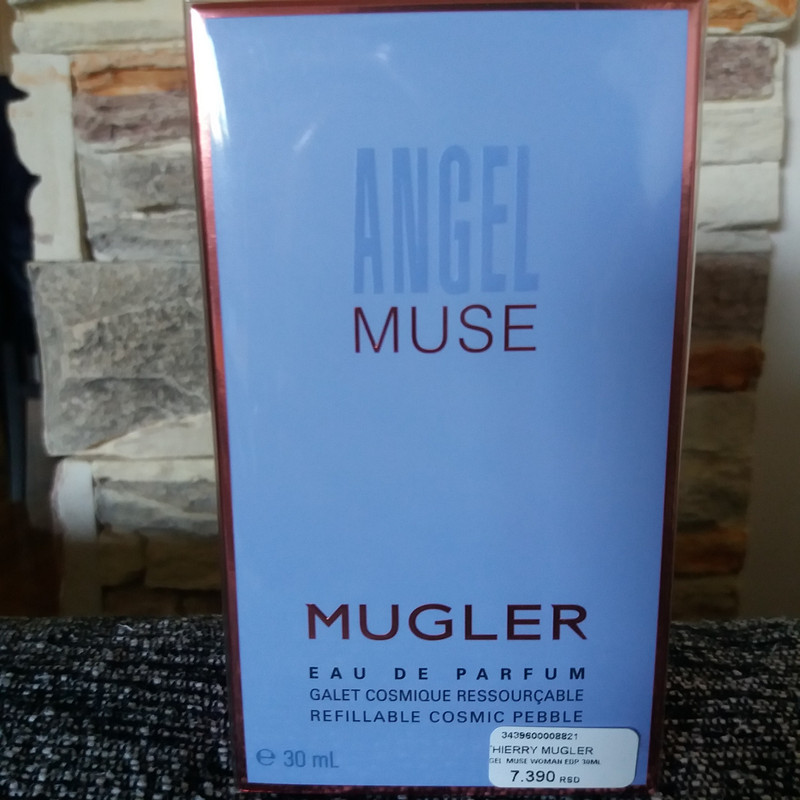 ANGEL
MUSE
MUGLER
EAU DE PARFUM
GALET COSMIQUE RESSOURÇABLE
REFILLABLE COSMIC PEBBLE
℮ 30 mL
3439600008821
THIERRY MUGLER
GEL MUSE WOMAN EDP 30ML
7.390 RSD